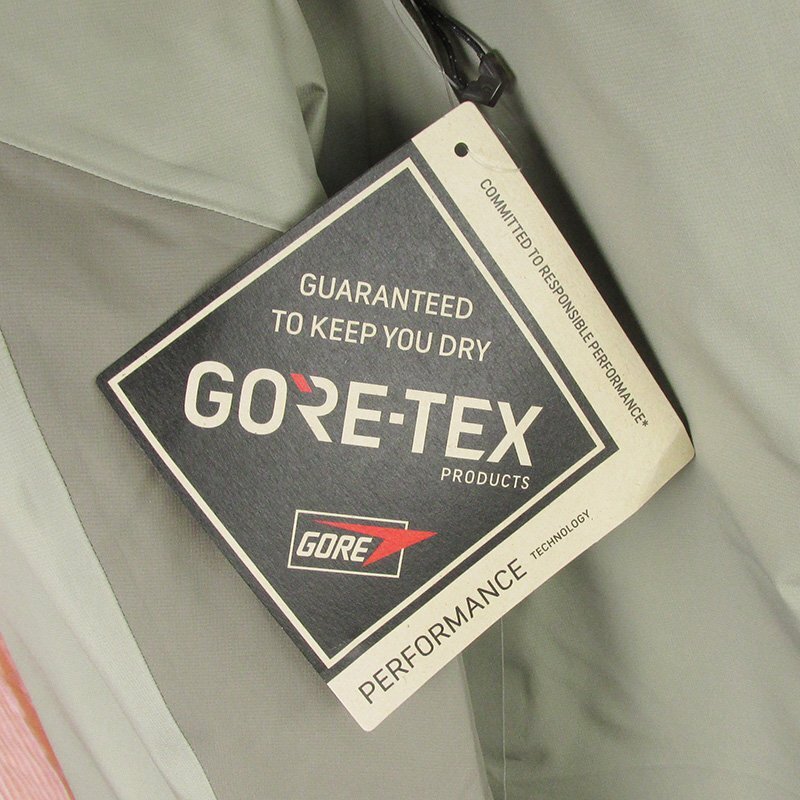 COMMITTED TO RESPONSIBLE PERFORMANCE*
GUARANTEED
TO KEEP YOU DRY
GORE-TEX
PRODUCTS
GORE
PERFORMANCE TECHNOLOGY